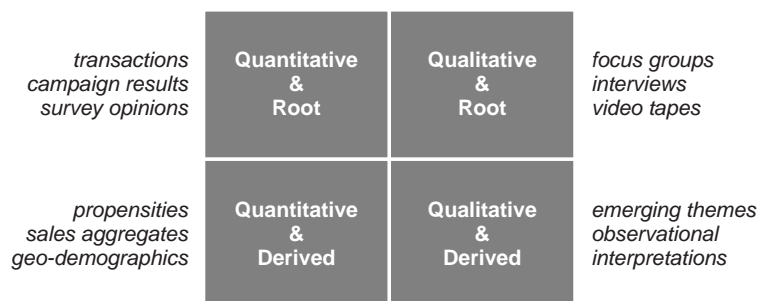 transactions
campaign results
survey opinions
Quantitative
&
Root
Qualitative
&
Root
focus groups
interviews
video tapes
propensities
sales aggregates
geo-demographics
Quantitative
&
Derived
Qualitative
&
Derived
emerging themes
observational
interpretations